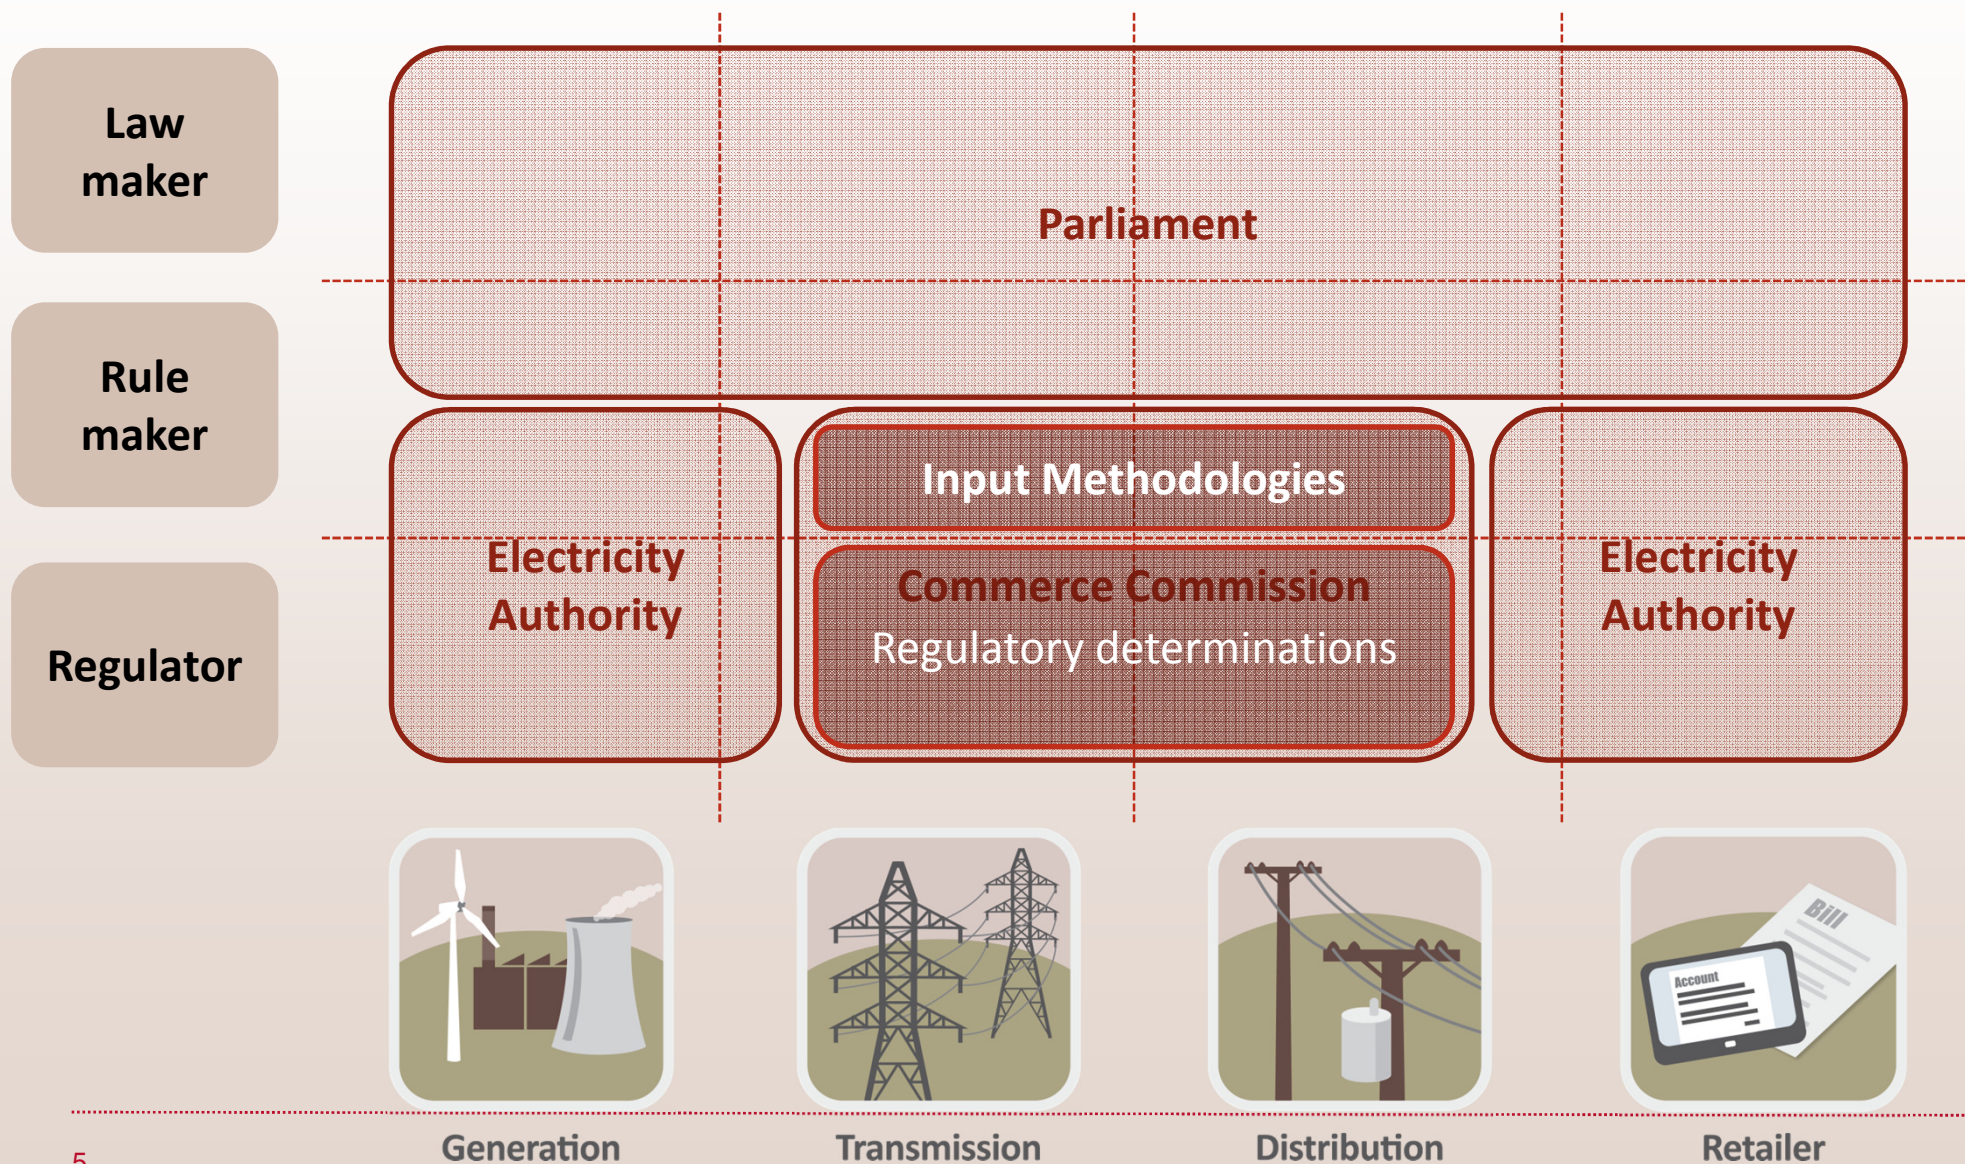 Law
maker
Parliament
Rule
maker
Input Methodologies
Electricity
Authority
Commerce Commission
Regulatory determinations
Electricity
Authority
Regulator
Bill
Account
Generation
Transmission
Distribution
Retailer
5